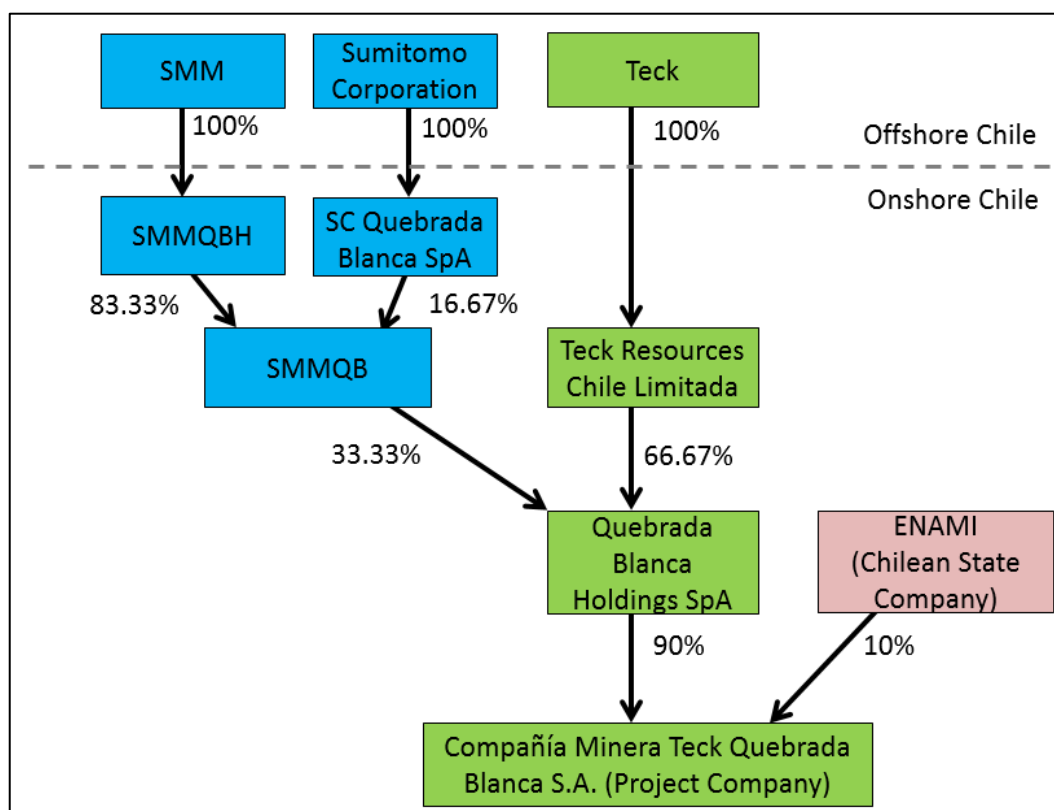 SMM
Sumitomo
Corporation
Teck
100%
100%
100%
Offshore Chile
Onshore Chile
SMMQBH
SC Quebrada
Blanca SpA
83.33%
16.67%
SMMQB
Teck Resources
Chile Limitada
33.33%
66.67%
Quebrada
Blanca
Holdings SpA
ENAMI
(Chilean State
Company)
90%
10%
Compañía Minera Teck Quebrada
Blanca S.A. (Project Company)